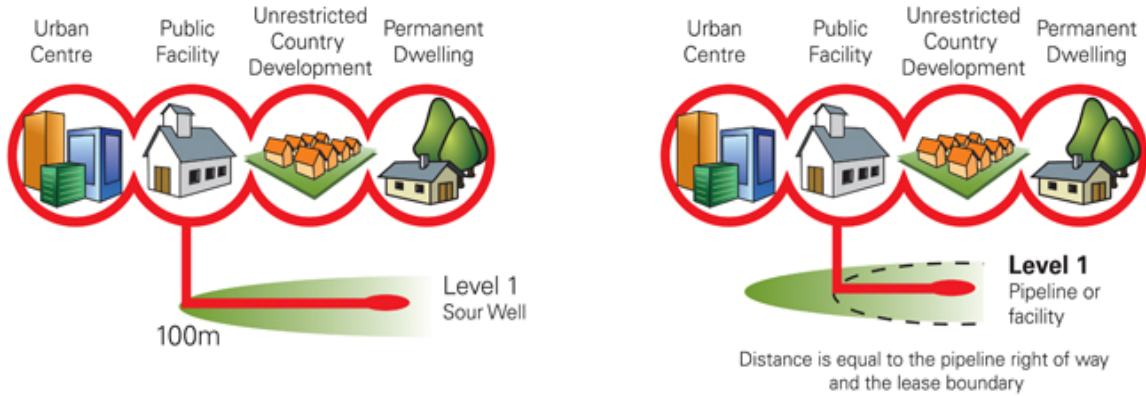 Urban
Centre
Public
Facility
Unrestricted
Country
Development
Permanent
Dwelling
100m
Level 1
Sour Well
Urban
Centre
Public
Facility
Unrestricted
Country
Development
Permanent
Dwelling
Level 1
Pipeline or
facility
Distance is equal to the pipeline right of way
and the lease boundary